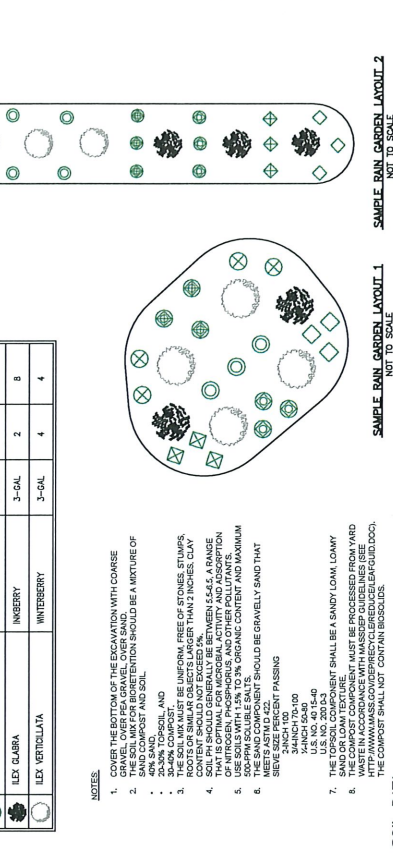 ILEX GLABRA INKBERRY 3-GAL 2 8
ILEX VERTICILLATA WINTERBERRY 3-GAL 4 4
NOTES:
1. COVER THE BOTTOM OF THE EXCAVATION WITH COARSE
GRAVEL, OVER PEA GRAVEL, OVER SAND.
2. THE SOIL MIX FOR BIORETENTION SHOULD BE A MIXTURE OF
SAND COMPOST AND SOIL
• 40% SAND,
• 20-30% TOPSOIL, AND
• 30-40% COMPOST.
3. THE SOIL MIX MUST BE UNIFORM, FREE OF STONES, STUMPS,
ROOTS OR SIMILAR OBJECTS LARGER THAN 2 INCHES, CLAY
CONTENT SHOULD NOT EXCEED 5%.
4. SOIL PH SHOULD GENERALLY BE BETWEEN 5.5-6.5, A RANGE
THAT IS OPTIMAL FOR MICROBIAL ACTIVITY AND ADSORPTION
OF NITROGEN, PHOSPHORUS, AND OTHER POLLUTANTS.
5. USE SOILS WITH 1.5% TO 3% ORGANIC CONTENT AND MAXIMUM
500-PPM SOLUBLE SALTS.
6. THE SAND COMPONENT SHOULD BE GRAVELLY SAND THAT
MEETS ASTM D 422.
SIEVE SIZE PERCENT PASSING
2-INCH 100
3/4-INCH 70-100
¼-INCH 50-80
U.S. NO. 40 15-40
U.S. NO. 200 0-3
7. THE TOPSOIL COMPONENT SHALL BE A SANDY LOAM, LOAMY
SAND OR LOAM TEXTURE.
8. THE COMPOST COMPONENT MUST BE PROCESSED FROM YARD
WASTE IN ACCORDANCE WITH MASSDEP GUIDELINES (SEE
HTTP://WWW.MASS.GOV/DEP/RECYCLE/REDUCE/LEAFGUID.DOC).
THE COMPOST SHALL NOT CONTAIN BIOSOLIDS.
SAMPLE RAIN GARDEN LAYOUT 1
NOT TO SCALE
SAMPLE RAIN GARDEN LAYOUT 2
NOT TO SCALE